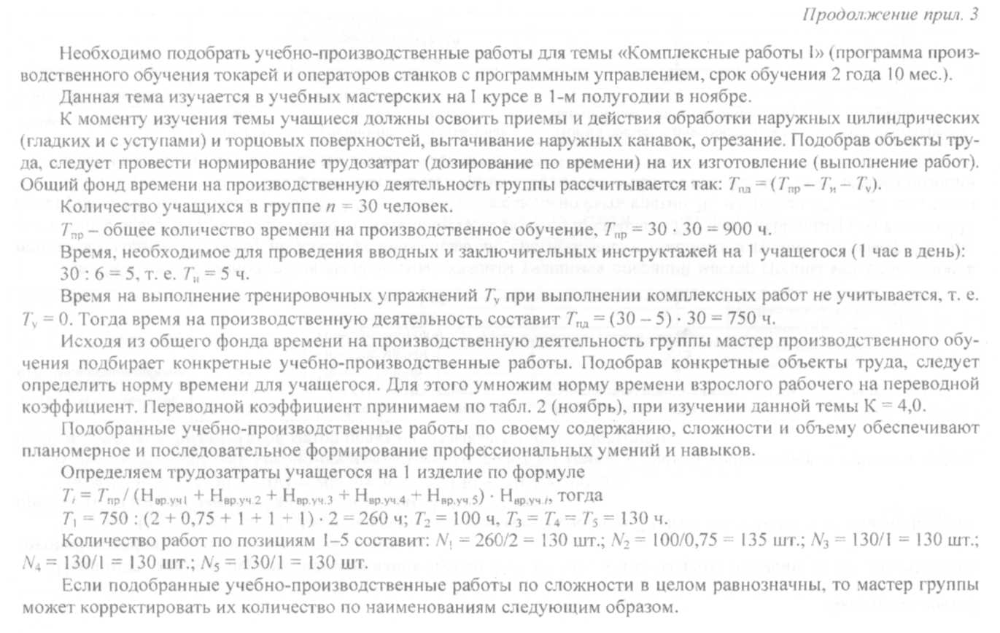 Продолжение прил. 3
Необходимо подобрать учебно-производственные работы для темы «Комплексные работы I» (программа произ-
водственного обучения токарей и операторов станков с программным управлением, срок обучения 2 года 10 мес.).
Данная тема изучается в учебных мастерских на I курсе в 1-м полугодии в ноябре.
К моменту изучения темы учащиеся должны освоить приемы и действия обработки наружных цилиндрических
(гладких и с уступами) и торцовых поверхностей, вытачивание наружных канавок, отрезание. Подобрав объекты тру-
да, следует провести нормирование трудозатрат (дозирование по времени) на их изготовление (выполнение работ).
Общий фонд времени на производственную деятельность группы рассчитывается так: Tпд = (Tпр – Tи – Tу).
Количество учащихся в группе n = 30 человек.
Tпр – общее количество времени на производственное обучение, Tпр = 30 · 30 = 900 ч.
Время, необходимое для проведения вводных и заключительных инструктажей на 1 учащегося (1 час в день):
30 : 6 = 5, т. е. Tи = 5 ч.
Время на выполнение тренировочных упражнений Tу при выполнении комплексных работ не учитывается, т. е.
Tу = 0. Тогда время на производственную деятельность составит Tпд = (30 – 5) · 30 = 750 ч.
Исходя из общего фонда времени на производственную деятельность группы мастер производственного обу-
чения подбирает конкретные учебно-производственные работы. Подобрав конкретные объекты труда, следует
определить норму времени для учащегося. Для этого умножим норму времени взрослого рабочего на переводной
коэффициент. Переводной коэффициент принимаем по табл. 2 (ноябрь), при изучении данной темы К = 4,0.
Подобранные учебно-производственные работы по своему содержанию, сложности и объему обеспечивают
планомерное и последовательное формирование профессиональных умений и навыков.
Определяем трудозатраты учащегося на 1 изделие по формуле
Ti = Tпр / (Нвр.уч1 + Нвр.уч.2 + Нвр.уч.3 + Нвр.уч.4 + Нвр.уч.5) · Нвр.уч.i, тогда
T1 = 750 : (2 + 0,75 + 1 + 1 + 1) · 2 = 260 ч; T2 = 100 ч, T3 = T4 = T5 = 130 ч.
Количество работ по позициям 1–5 составит: N1 = 260/2 = 130 шт.; N2 = 100/0,75 = 135 шт.; N3 = 130/1 = 130 шт.;
N4 = 130/1 = 130 шт.; N5 = 130/1 = 130 шт.
Если подобранные учебно-производственные работы по сложности в целом равнозначны, то мастер группы
может корректировать их количество по наименованиям следующим образом.